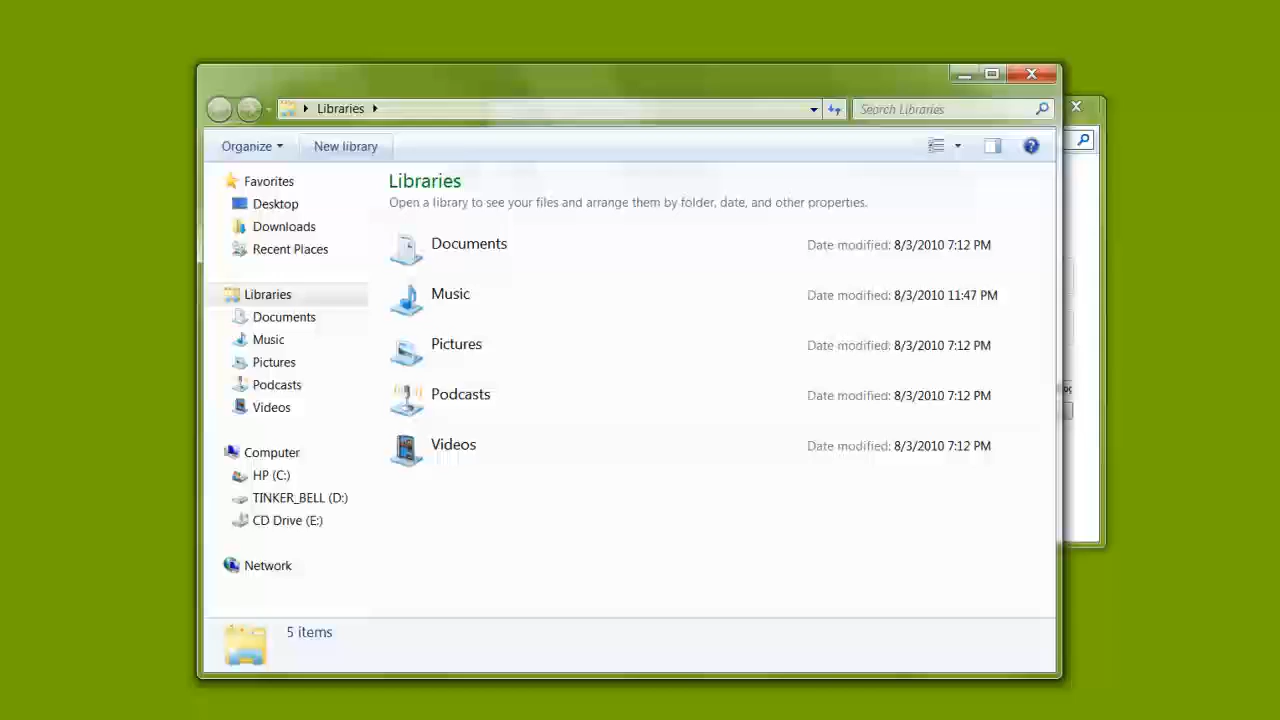 Libraries
Search Libraries
Organize
New library
Favorites
Desktop
Downloads
Recent Places
Libraries
Documents
Music
Pictures
Podcasts
Videos
Computer
HP (C:)
TINKER_BELL (D:)
CD Drive (E:)
Network
Libraries
Open a library to see your files and arrange them by folder, date, and other properties.
Documents Date modified: 8/3/2010 7:12 PM
Music Date modified: 8/3/2010 11:47 PM
Pictures Date modified: 8/3/2010 7:12 PM
Podcasts Date modified: 8/3/2010 7:12 PM
Videos Date modified: 8/3/2010 7:12 PM
5 items